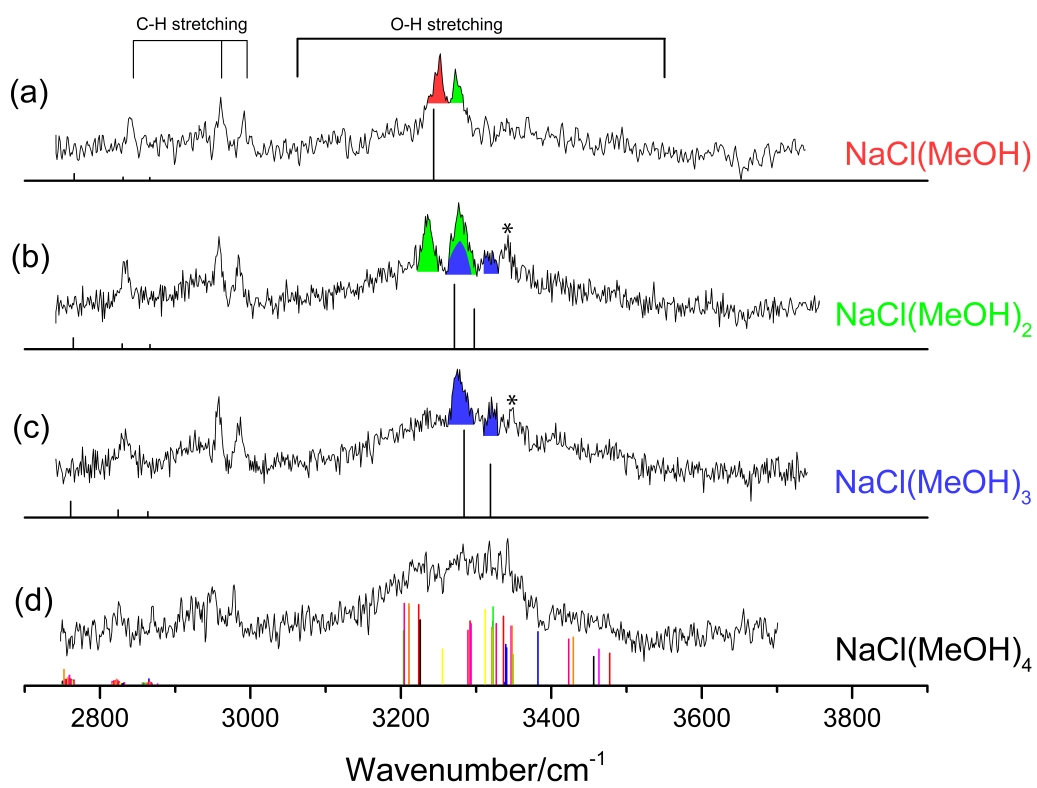 C-H stretching
O-H stretching
(a)
NaCl(MeOH)
(b)
*
NaCl(MeOH)2
(c)
*
NaCl(MeOH)3
(d)
NaCl(MeOH)4
2800 3000 3200 3400 3600 3800
Wavenumber/cm-1